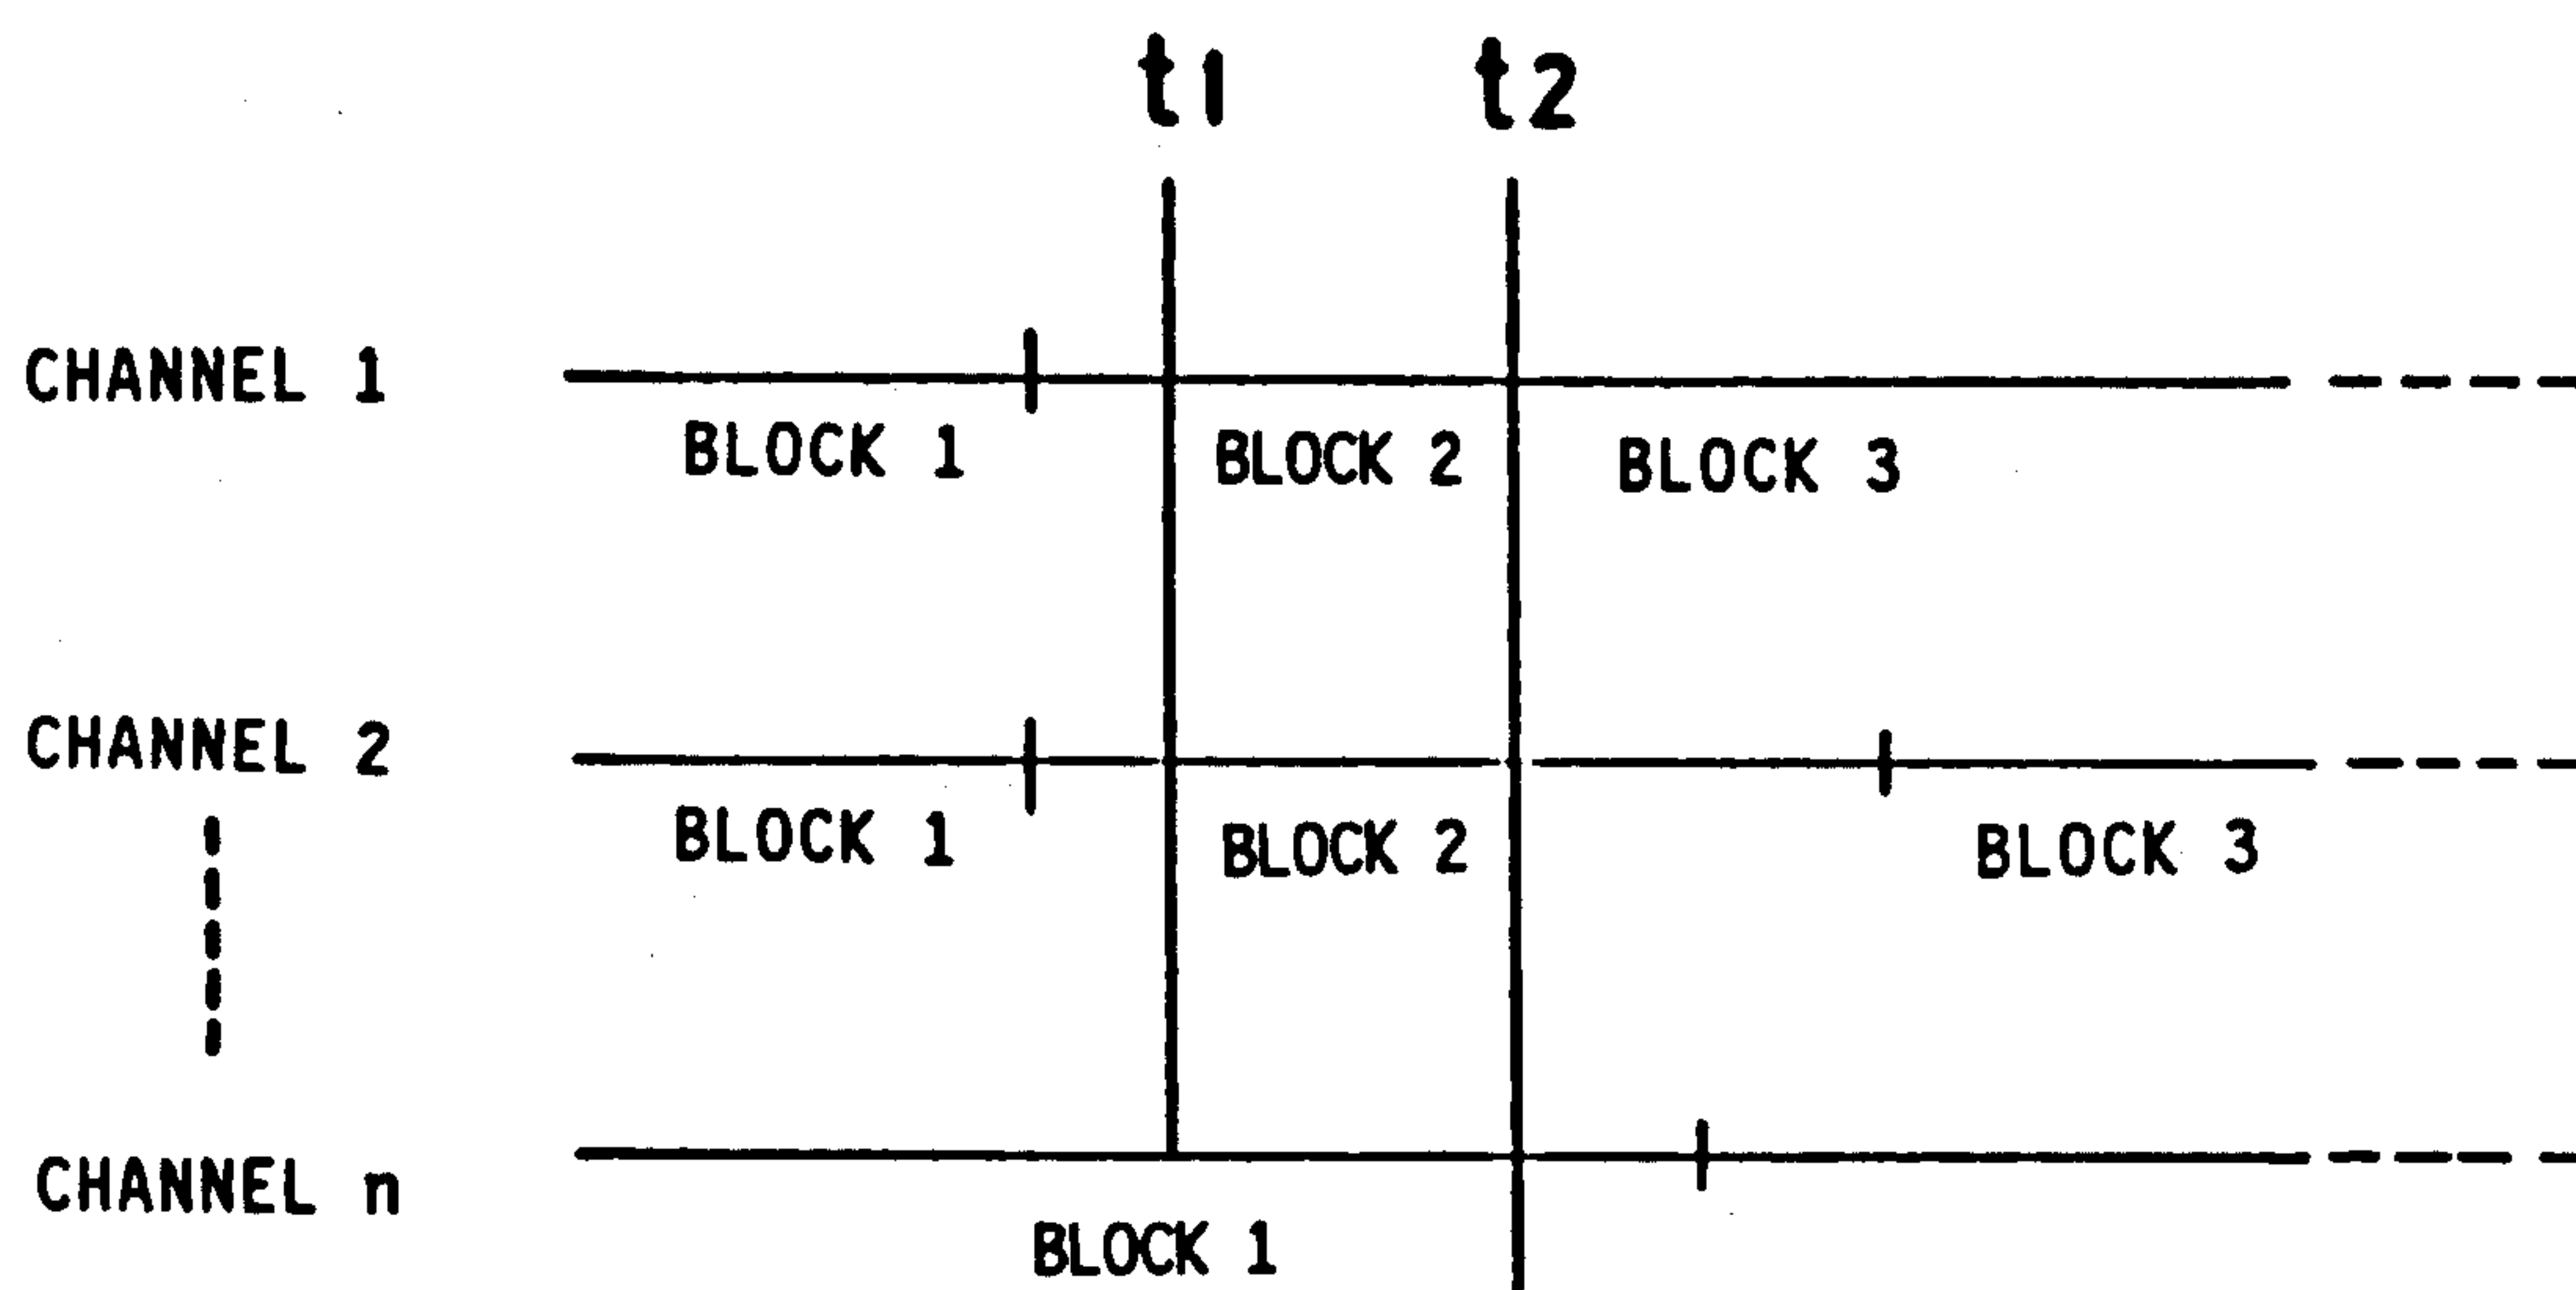 t1 t2
CHANNEL 1
BLOCK 1 BLOCK 2 BLOCK 3
CHANNEL 2
BLOCK 1 BLOCK 2 BLOCK 3
CHANNEL n
BLOCK 1